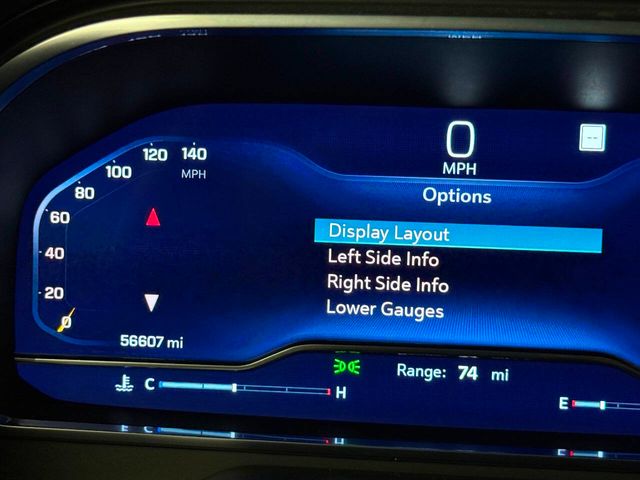 0
--
MPH
120 140
MPH
100
80
60
40
20
0
Options
Display Layout
Left Side Info
Right Side Info
Lower Gauges
56607 mi
Range: 74 mi
C H
E